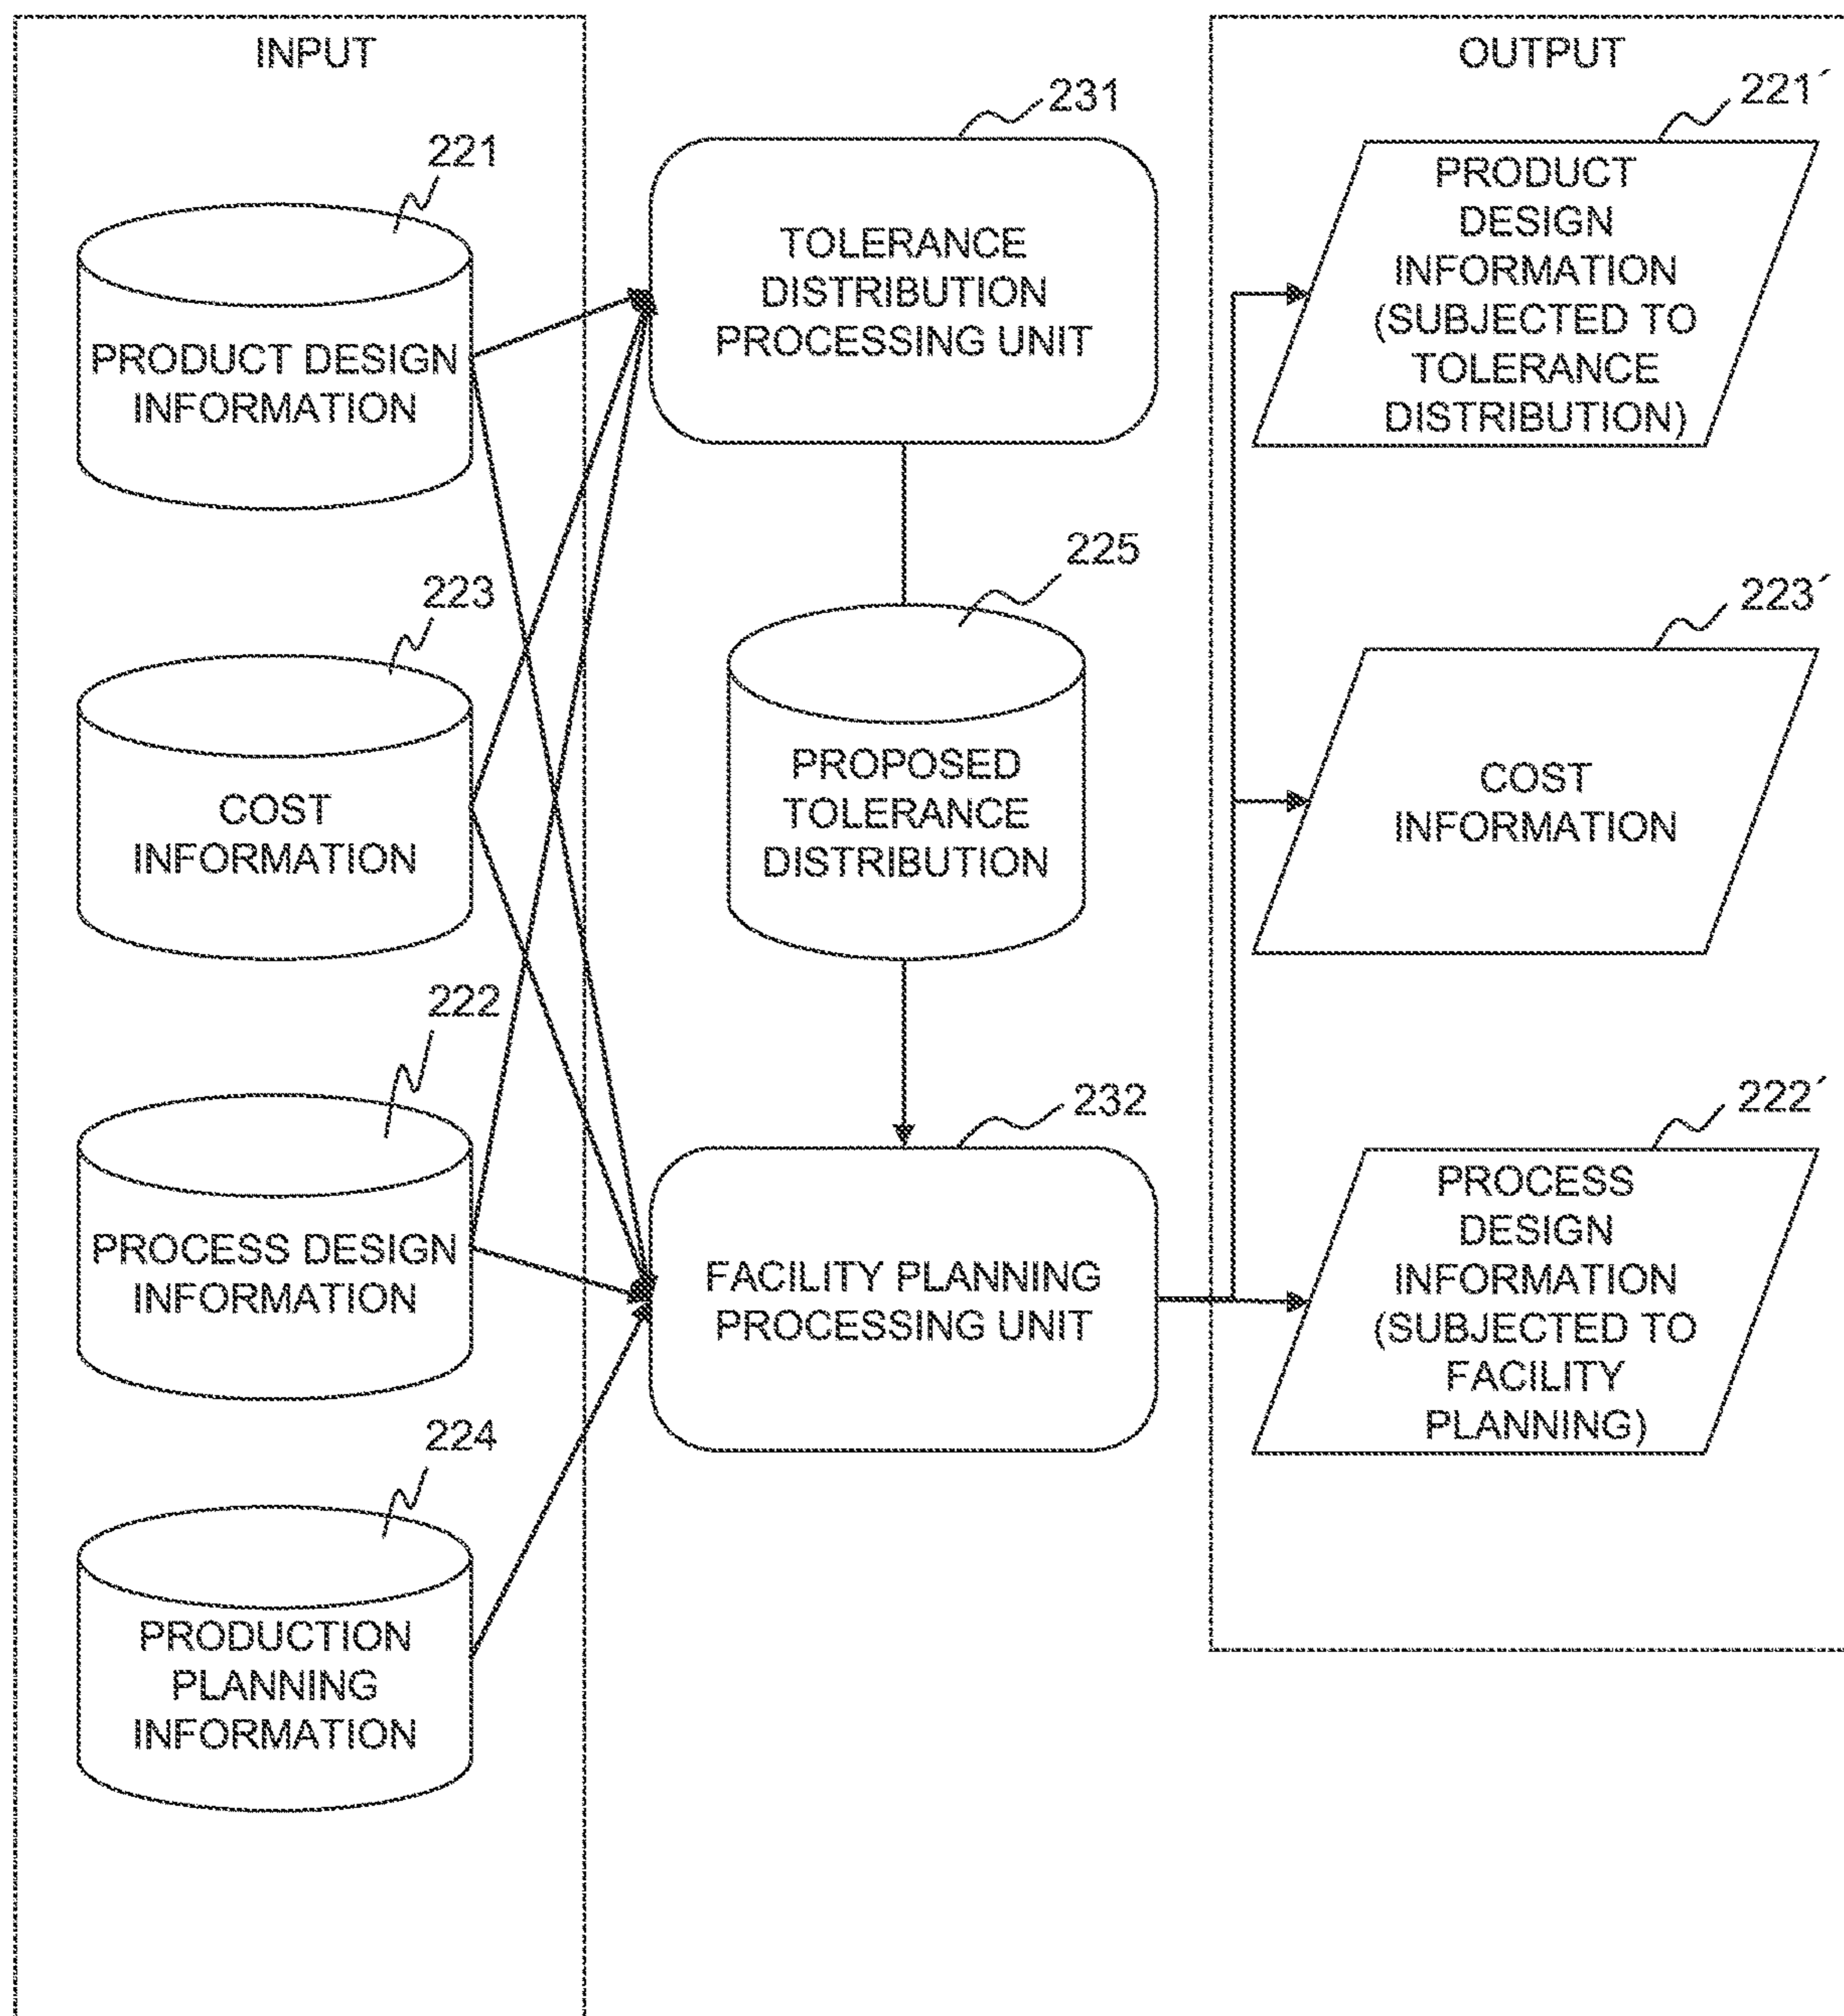 INPUT
221
PRODUCT DESIGN
INFORMATION
223
COST
INFORMATION
222
PROCESS DESIGN
INFORMATION
224
PRODUCTION
PLANNING
INFORMATION
231
TOLERANCE
DISTRIBUTION
PROCESSING UNIT
225
PROPOSED
TOLERANCE
DISTRIBUTION
232
FACILITY PLANNING
PROCESSING UNIT
OUTPUT
221´
PRODUCT
DESIGN
INFORMATION
(SUBJECTED TO
TOLERANCE
DISTRIBUTION)
223´
COST
INFORMATION
222´
PROCESS
DESIGN
INFORMATION
(SUBJECTED TO
FACILITY
PLANNING)